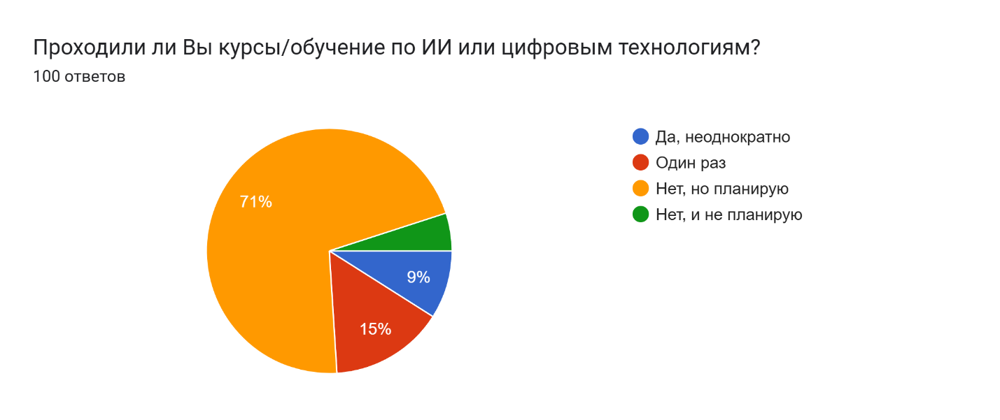 Проходили ли Вы курсы/обучение по ИИ или цифровым технологиям?
100 ответов
Да, неоднократно
Один раз
Нет, но планирую
Нет, и не планирую
71%
9%
15%